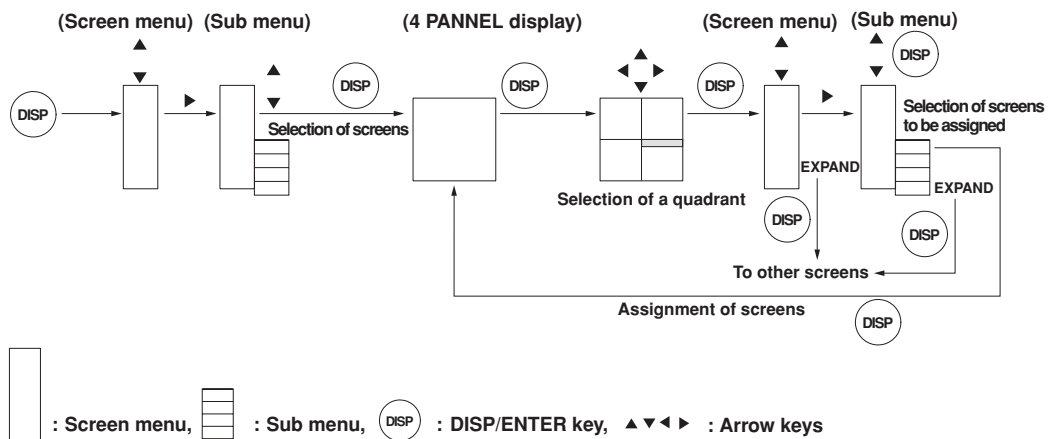 (Screen menu) (Sub menu) (4 PANNEL display) (Screen menu) (Sub menu)
DISP
DISP
DISP
DISP
DISP
Selection of screens
Selection of screens
to be assigned
EXPAND
EXPAND
Selection of a quadrant
DISP
DISP
To other screens
Assignment of screens
DISP
: Screen menu, : Sub menu, DISP : DISP/ENTER key, ▲▼◀ ▶ : Arrow keys